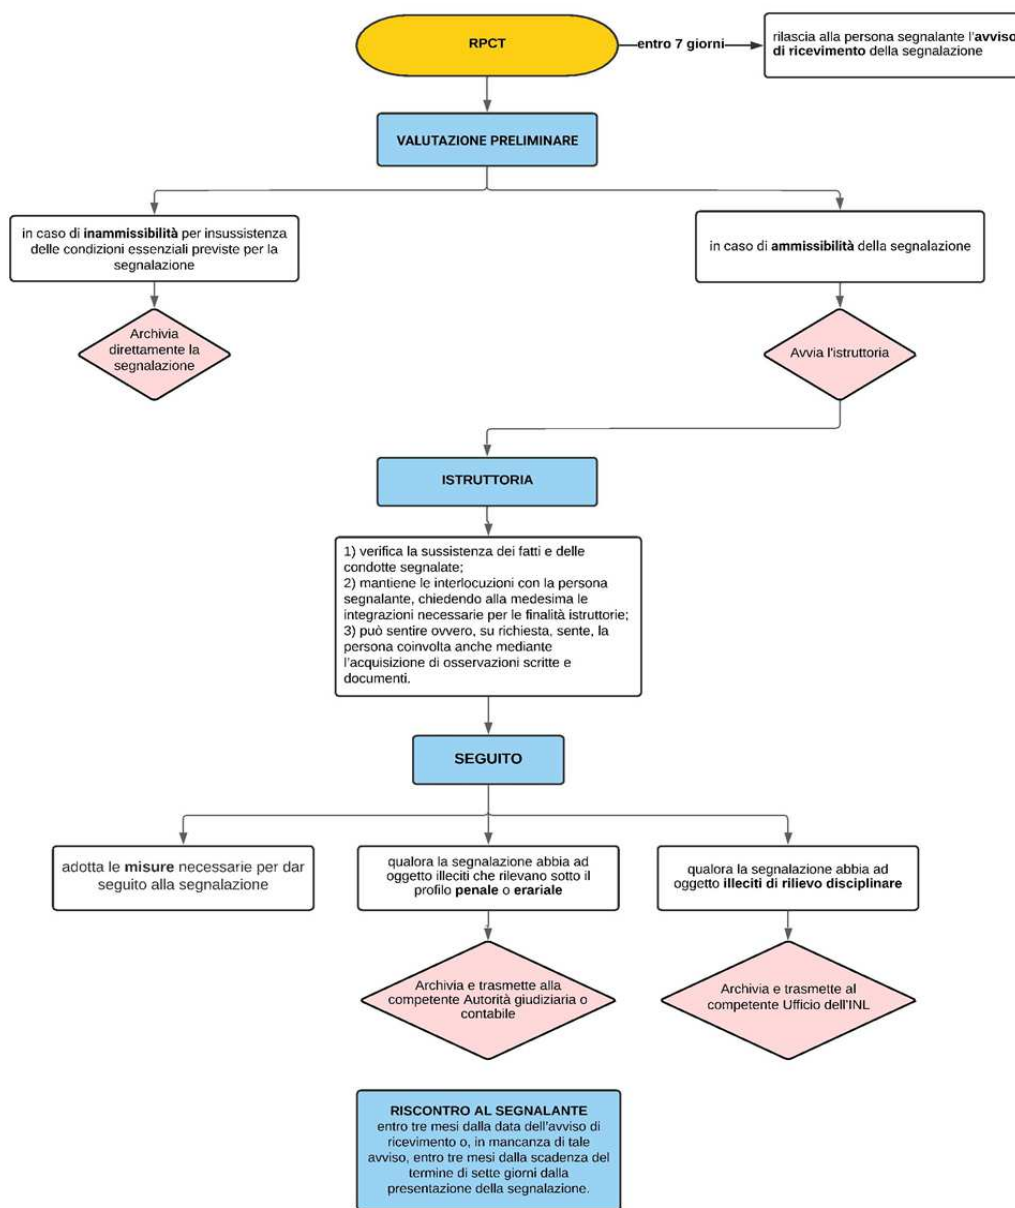 RPCT
entro 7 giorni
rilascia alla persona segnalante l'avviso
di ricevimento della segnalazione
VALUTAZIONE PRELIMINARE
in caso di inammissibilità per insussistenza
delle condizioni essenziali previste per la
segnalazione
in caso di ammissibilità della segnalazione
Archivia
direttamente la
segnalazione
Avvia l'istruttoria
ISTRUTTORIA
1) verifica la sussistenza dei fatti e delle
condotte segnalate;
2) mantiene le interlocuzioni con la persona
segnalante, chiedendo alla medesima le
integrazioni necessarie per le finalità istruttorie;
3) può sentire ovvero, su richiesta, sente, la
persona coinvolta anche mediante
l'acquisizione di osservazioni scritte e
documenti.
SEGUITO
adotta le misure necessarie per dar
seguito alla segnalazione
qualora la segnalazione abbia ad
oggetto illeciti che rilevano sotto il
profilo penale o erariale
qualora la segnalazione abbia ad
oggetto illeciti di rilievo disciplinare
Archivia e trasmette alla
competente Autorità giudiziaria o
contabile
Archivia e trasmette al
competente Ufficio dell'INL
RISCONTRO AL SEGNALANTE
entro tre mesi dalla data dell'avviso di
ricevimento o, in mancanza di tale
avviso, entro tre mesi dalla scadenza del
termine di sette giorni dalla
presentazione della segnalazione.